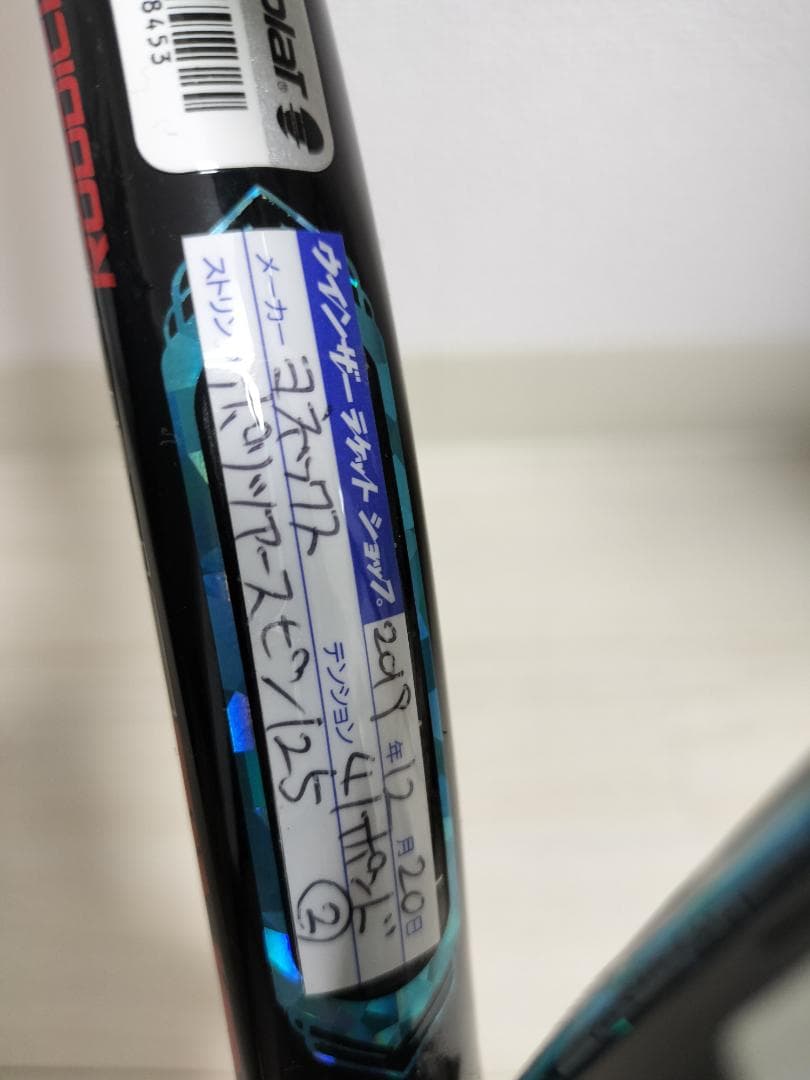 8453
ウインザーラケットショップ。
2019年12月20日
メーカー ヨネックス
テンション 41ポンド
ストリング ポリツアースピン125
②